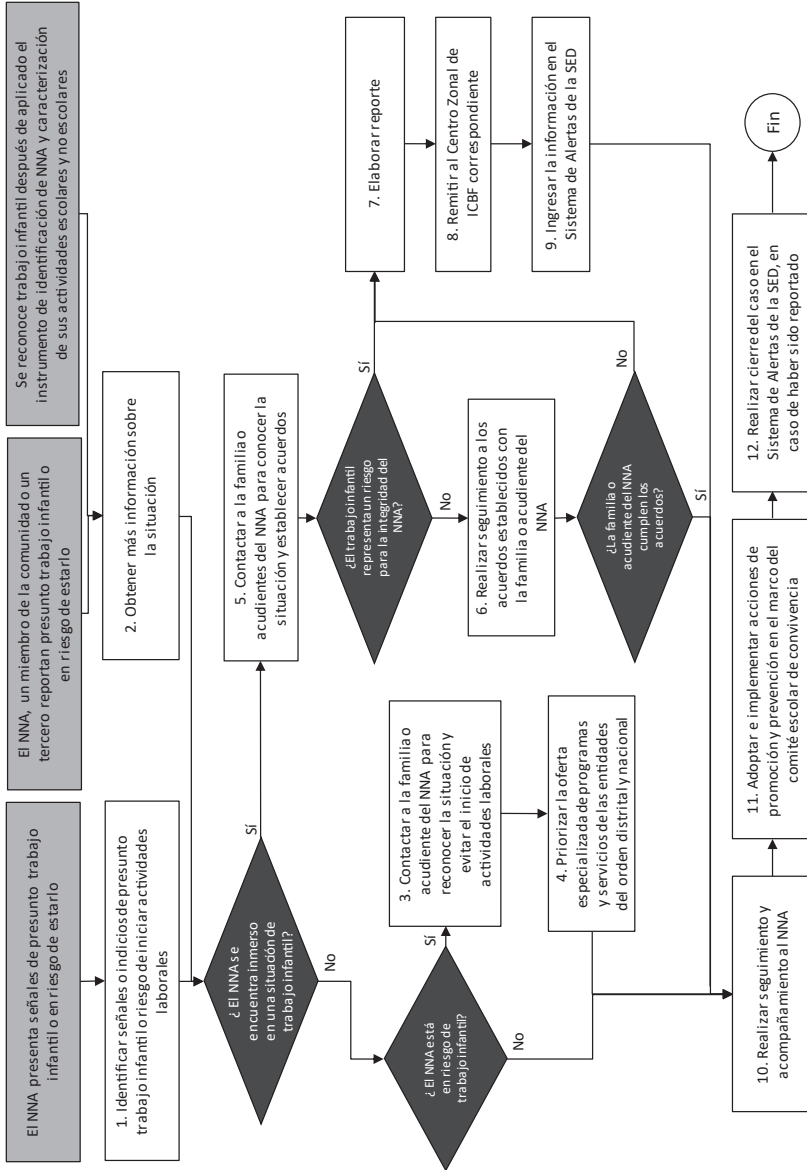 El NNA presenta señales de presunto trabajo
infantil o en riesgo de estarlo
El NNA, un miembro de la comunidad o un
tercero reportan presunto trabajo infantil o
en riesgo de estarlo
Se reconoce trabajo infantil después de aplicado el
instrumento de identificación de NNA y caracterización
de sus actividades escolares y no escolares
1. Identificar señales o indicios de presunto
trabajo infantil o riesgo de iniciar actividades
laborales
2. Obtener más información sobre
la situación
¿ El NNA se
encuentra inmerso
en una situación de
trabajo infantil?
Sí
No
¿ El NNA está
en riesgo de
trabajo infantil?
Sí
No
3. Contactar a la familia o
acudiente del NNA para
reconocer la situación y
evitar el inicio de
actividades laborales
4. Priorizar la oferta
especializada de programas
y servicios de las entidades
del orden distrital y nacional
5. Contactar a la familia o
acudientes del NNA para conocer la
situación y establecer acuerdos
¿El trabajo infantil
representa un riesgo
para la integridad del
NNA?
Sí
No
6. Realizar seguimiento a los
acuerdos establecidos con
la familia o acudiente del
NNA
¿La familia o
acudiente del NNA
cumplen los
acuerdos?
No
Sí
7. Elaborar reporte
8. Remitir al Centro Zonal de
ICBF correspondiente
9. Ingresar la información en el
Sistema de Alertas de la SED
10. Realizar seguimiento y
acompañamiento al NNA
11. Adoptar e implementar acciones de
promoción y prevención en el marco del
comité escolar de convivencia
12. Realizar cierre del caso en el
Sistema de Alertas de la SED, en
caso de haber sido reportado
Fin